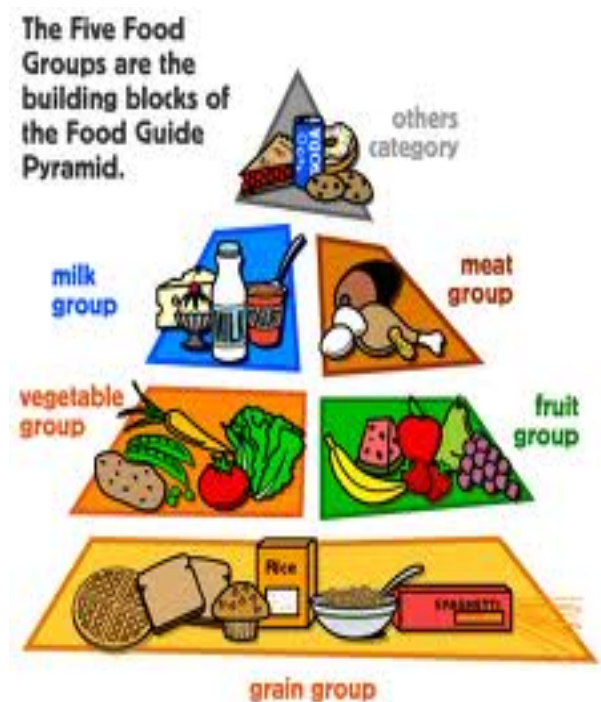 The Five Food
Groups are the
building blocks of
the Food Guide
Pyramid.
others
category
SODA
milk
group
MILK
meat
group
vegetable
group
fruit
group
Rice
SPAGHETTI
grain group